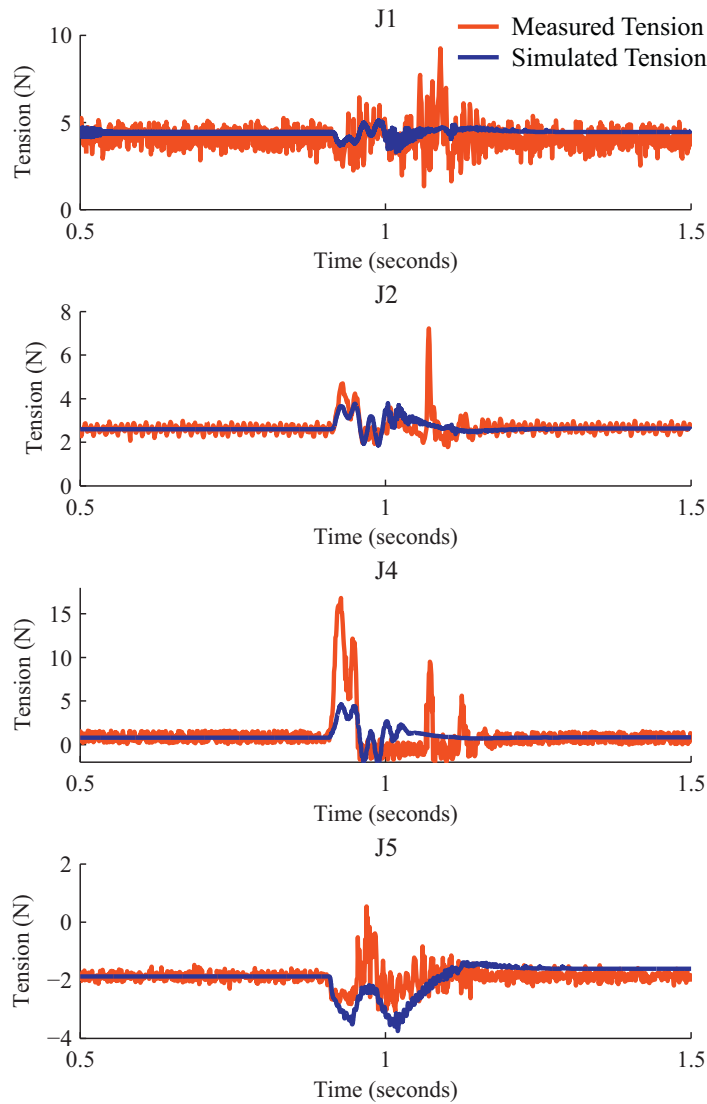 J1
Measured Tension
Simulated Tension
10
5
0
Tension (N)
0.5 1 1.5
Time (seconds)
J2
8
6
4
2
0
Tension (N)
0.5 1 1.5
Time (seconds)
J4
15
10
5
0
Tension (N)
0.5 1 1.5
Time (seconds)
J5
2
0
−2
−4
Tension (N)
0.5 1 1.5
Time (seconds)